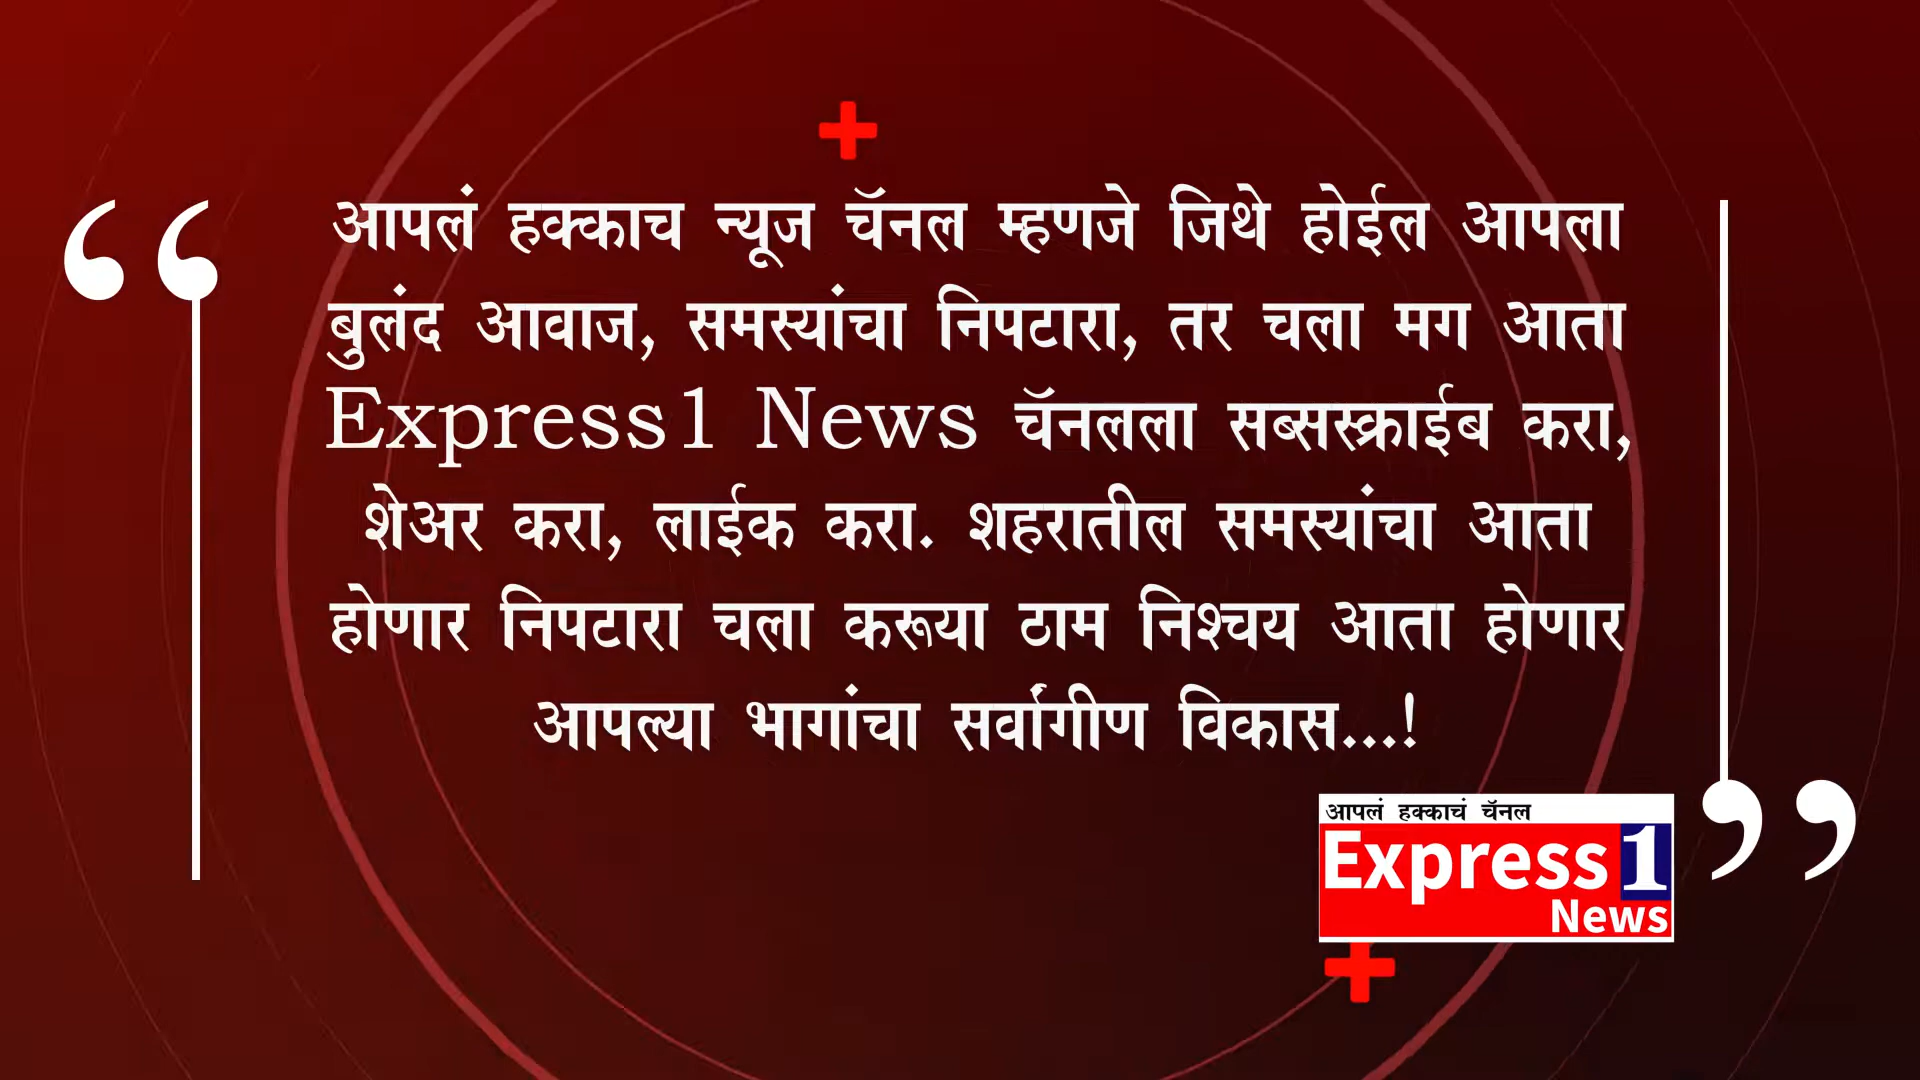 आपलं हक्काच न्यूज चॅनल म्हणजे जिथे होईल आपला
बुलंद आवाज, समस्यांचा निपटारा, तर चला मग आता
Express1 News चॅनलला सब्सस्क्राईब करा,
शेअर करा, लाईक करा. शहरातील समस्यांचा आता
होणार निपटारा चला करूया ठाम निश्चय आता होणार
आपल्या भागांचा सर्वांगीण विकास...!
आपलं हक्काचं चॅनल
Express1
News